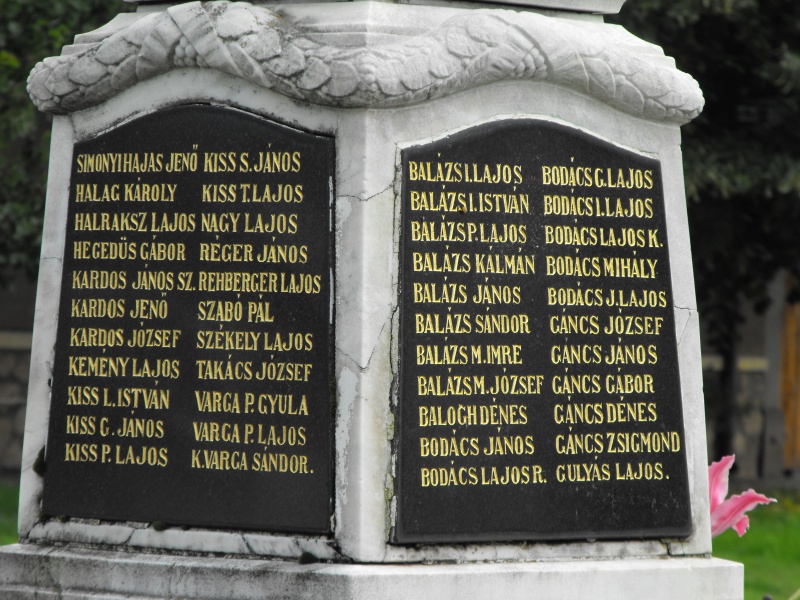 SIMONYI HAJAS JENŐ
HALAG KÁROLY
HALRAKSZ LAJOS
HEGEDÜS GÁBOR
KARDOS JÁNOS SZ.
KARDOS JENŐ
KARDOS JÓZSEF
KEMÉNY LAJOS
KISS L. ISTVÁN
KISS G. JÁNOS
KISS P. LAJOS
KISS S. JÁNOS
KISS T. LAJOS
NAGY LAJOS
RÉGER JÁNOS
REHBERGER LAJOS
SZABÓ PÁL
SZÉKELY LAJOS
TAKÁCS JÓZSEF
VARGA P. GYULA
VARGA P. LAJOS
K. VARGA SÁNDOR.
BALÁZS I. LAJOS
BALÁZS I. ISTVÁN
BALÁZS P. LAJOS
BALÁZS KÁLMÁN
BALÁZS JÁNOS
BALÁZS SÁNDOR
BALÁZS M. IMRE
BALÁZS M. JÓZSEF
BALOGH DÉNES
BODÁCS JÁNOS
BODÁCS LAJOS R.
BODÁCS G. LAJOS
BODÁCS I. LAJOS
BODÁCS LAJOS K.
BODÁCS MIHÁLY
BODÁCS J. LAJOS
GÁNCS JÓZSEF
GÁNCS JÁNOS
GÁNCS GÁBOR
GÁNCS DÉNES
GÁNCS ZSIGMOND
GULYÁS LAJOS.